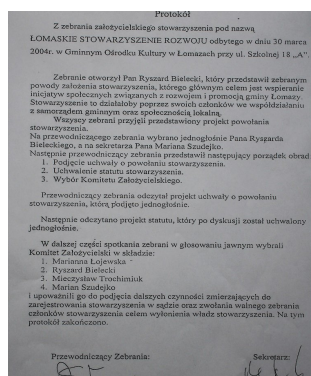 Protokół
Z zebrania założycielskiego stowarzyszenia pod nazwą
ŁOMASKIE STOWARZYSZENIE ROZWOJU odbytego w dniu 30 marca
2004r. w Gminnym Ośrodku Kultury w Łomazach przy ul. Szkolnej 18 „A".
Zebranie otworzył Pan Ryszard Bielecki, który przedstawił zebranym
powody założenia stowarzyszenia, którego głównym celem jest wspieranie
inicjatyw społecznych związanych z rozwojem i promocją gminy Łomazy.
Stowarzyszenie to działałoby poprzez swoich członków we współdziałaniu
z samorządem gminnym oraz społecznością lokalną.
Wszyscy zebrani przyjęli przedstawiony projekt powołania
stowarzyszenia.
Na przewodniczącego zebrania wybrano jednogłośnie Pana Ryszarda
Bieleckiego, a na sekretarza Pana Mariana Szudejko.
Następnie przewodniczący zebrania przedstawił następujący porządek obrad
1. Podjęcie uchwały o powołaniu stowarzyszenia.
2. Uchwalenie statutu stowarzyszenia.
3. Wybór Komitetu Założycielskiego.
Przewodniczący zebrania odczytał projekt uchwały o powołaniu
stowarzyszenia, którą podjęto jednogłośnie.
Następnie odczytano projekt statutu, który po dyskusji został uchwalony
jednogłośnie.
W dalszej części spotkania zebrani w głosowaniu jawnym wybrali
Komitet Założycielski w składzie:
1. Marianna Łojewska
2. Ryszard Bielecki
3. Mieczysław Trochimiuk
4. Marian Szudejko
i upoważnili go do podjęcia dalszych czynności zmierzających do
zarejestrowania stowarzyszenia w sądzie oraz zwołania walnego zebrania
członków stowarzyszenia celem wyłonienia władz stowarzyszenia. Na tym
protokół zakończono.
Przewodniczący Zebrania: Sekretarz: